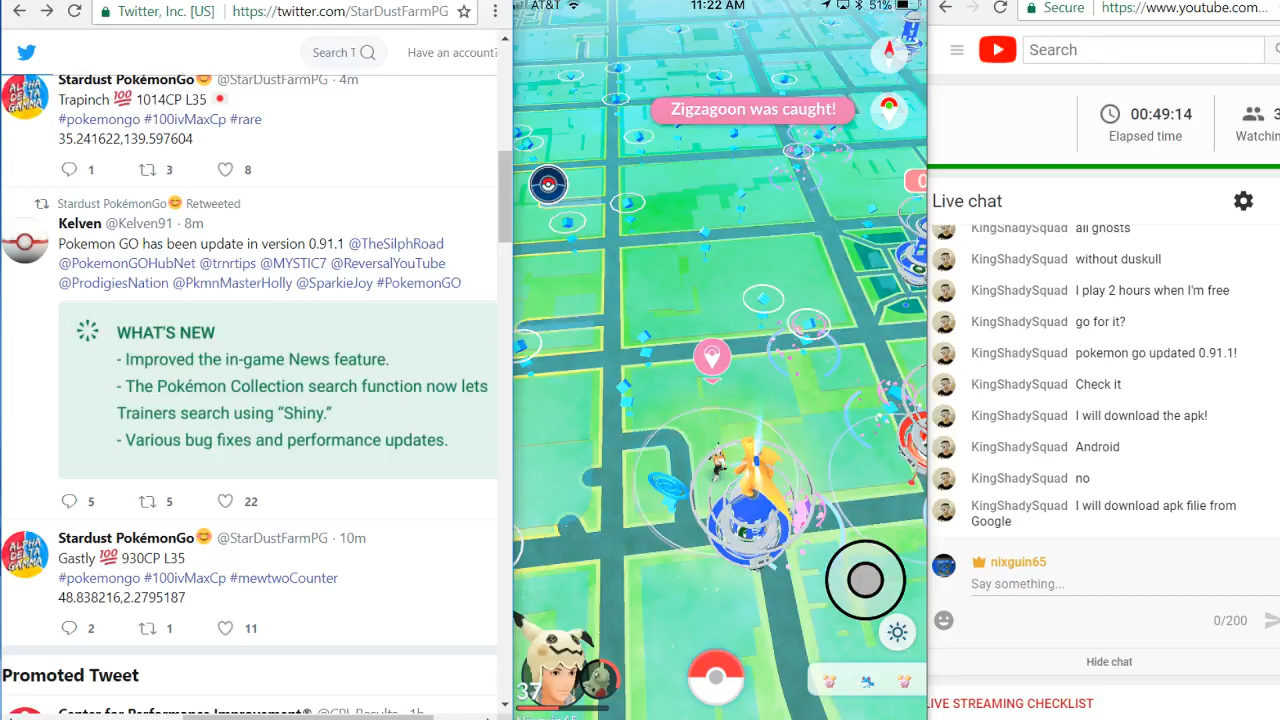 Twitter, Inc. [US]
https://twitter.com/StarDustFarmPG
Search T
Have an account?
Stardust PokémonGo @StarDustFarmPG · 4m
Trapinch 💯 1014CP L35
#pokemongo #100ivMaxCp #rare
35.241622,139.597604
1
3
8
Stardust PokémonGo Retweeted
Kelven @Kelven91 · 8m
Pokemon GO has been update in version 0.91.1 @TheSilphRoad
@PokemonGOHubNet @trnrtips @MYSTIC7 @ReversalYouTube
@ProdigiesNation @PkmnMasterHolly @SparkieJoy #PokemonGO
WHAT'S NEW
- Improved the in-game News feature.
- The Pokémon Collection search function now lets
Trainers search using “Shiny.”
- Various bug fixes and performance updates.
5
5
22
ALPHA DELTA GAMMA
Stardust PokémonGo @StarDustFarmPG · 10m
Gastly 💯 930CP L35
#pokemongo #100ivMaxCp #mewtwoCounter
48.838216,2.2795187
2
1
11
Promoted Tweet
AT&T
11:22 AM
51%
Zigzagoon was caught!
0
37
Nixguin65
Secure
https://www.youtube.com...
Search
00:49:14
Elapsed time
3
Watchin
Live chat
KingShadySquad all ghosts
KingShadySquad without duskull
KingShadySquad I play 2 hours when I'm free
KingShadySquad go for it?
KingShadySquad pokemon go updated 0.91.1!
KingShadySquad Check it
KingShadySquad I will download the apk!
KingShadySquad Android
KingShadySquad no
KingShadySquad I will download apk filie from
Google
nixguin65
Say something...
0/200
Hide chat
LIVE STREAMING CHECKLIST